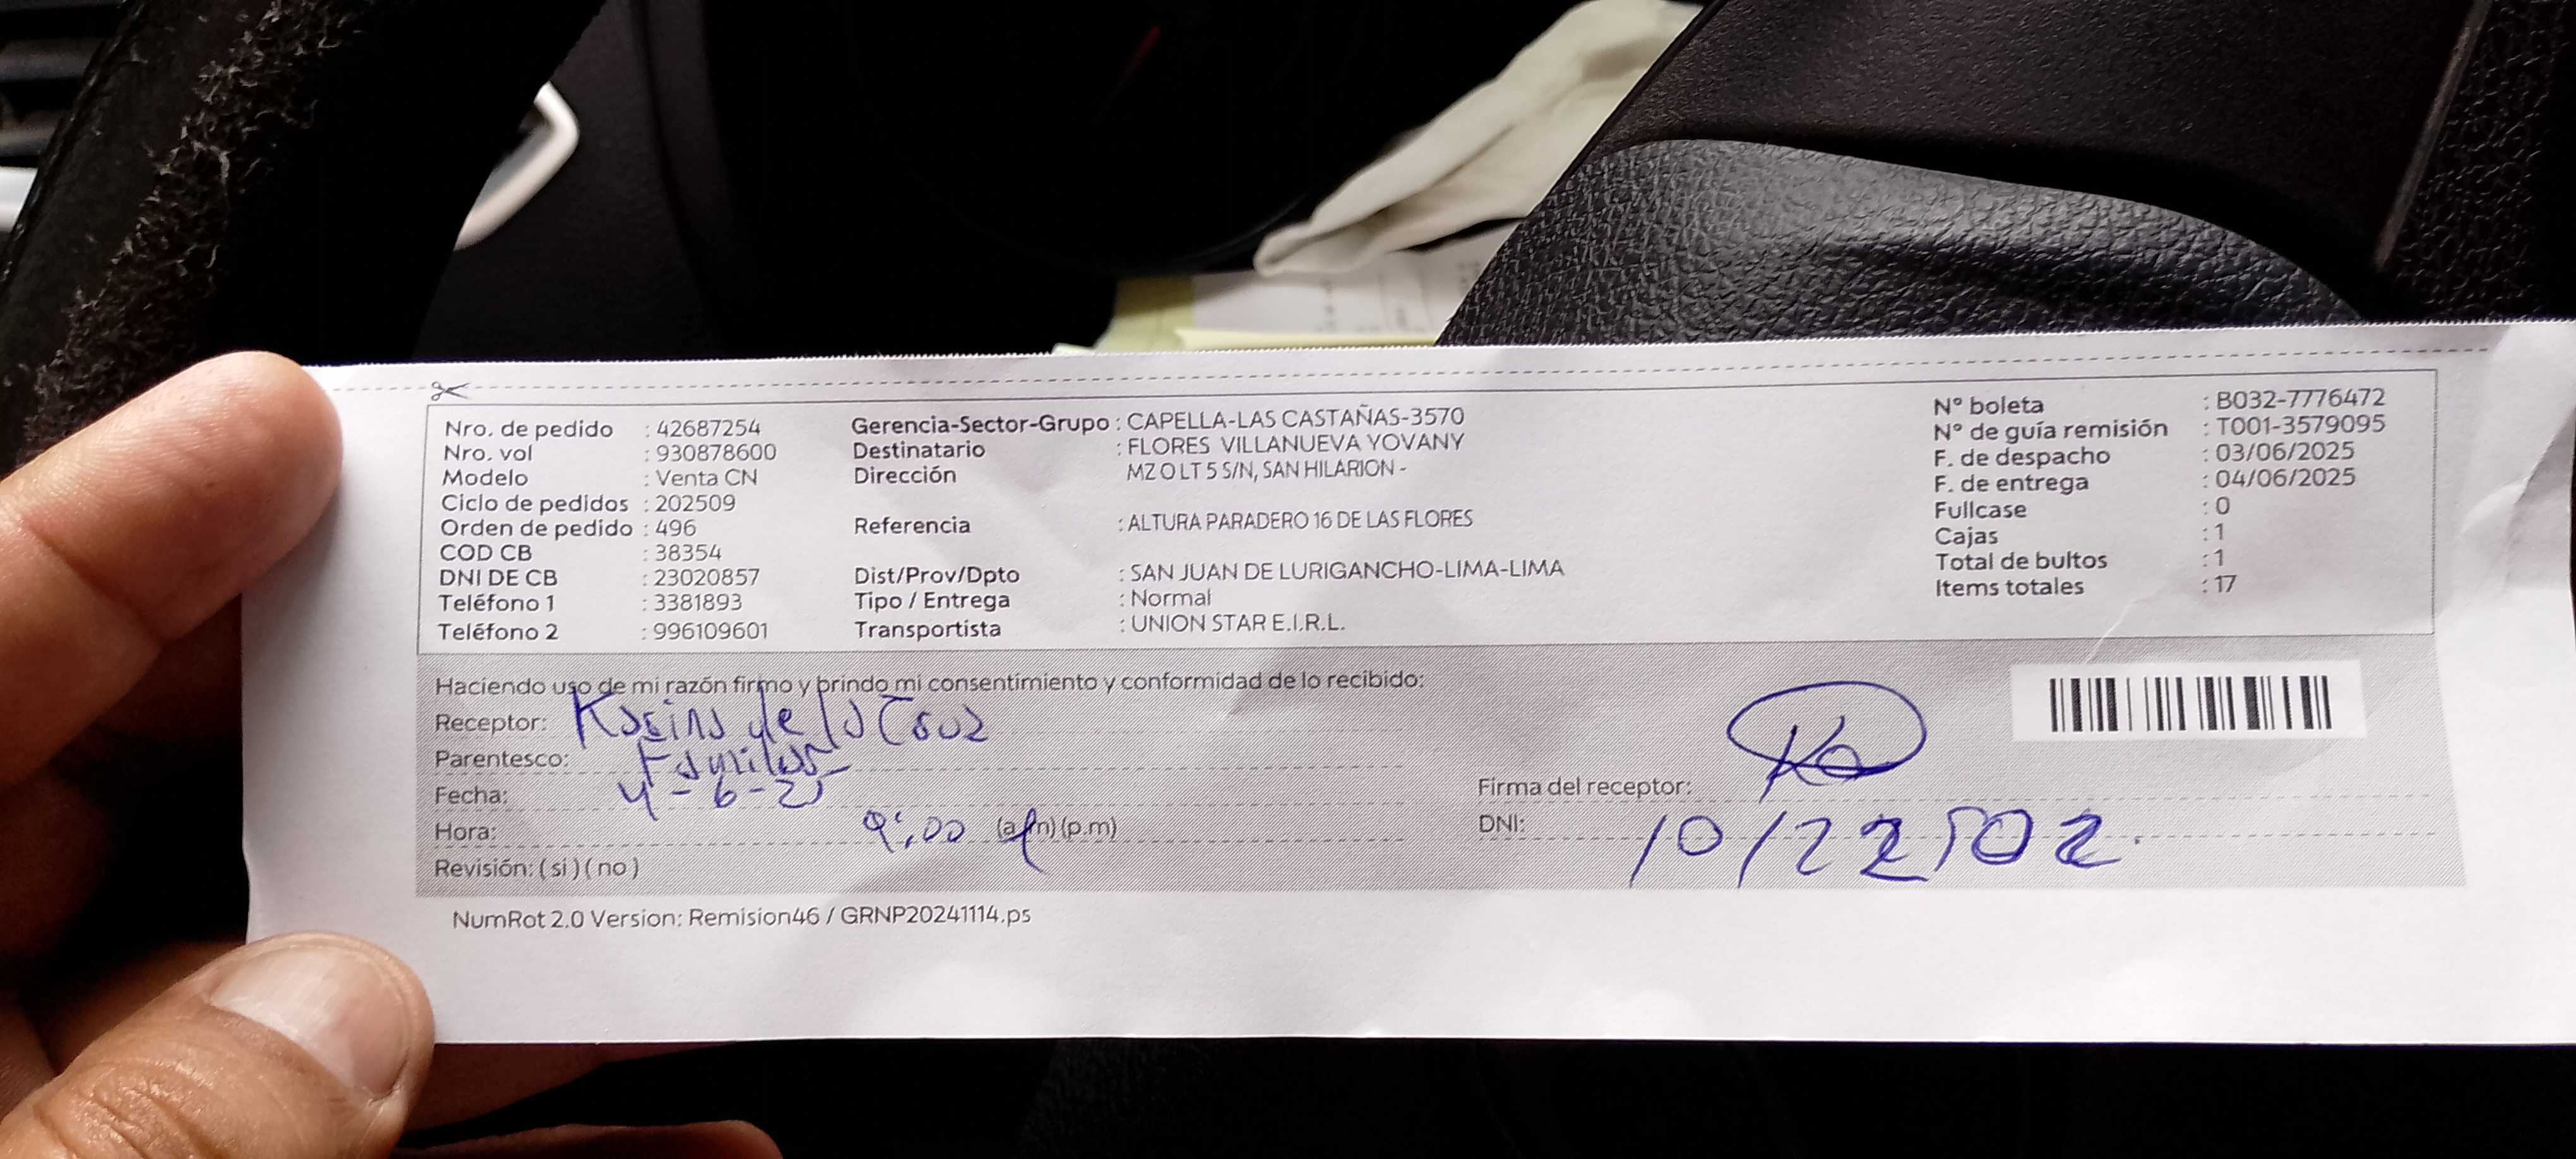 Nro. de pedido : 42687254
Nro. vol : 930878600
Modelo : Venta CN
Ciclo de pedidos : 202509
Orden de pedido : 496
COD CB : 38354
DNI DE CB : 23020857
Teléfono 1 : 3381893
Teléfono 2 : 996109601
Gerencia-Sector-Grupo : CAPELLA-LAS CASTAÑAS-3570
Destinatario : FLORES VILLANUEVA YOVANY
Dirección MZ O LT 5 S/N, SAN HILARION -
Referencia : ALTURA PARADERO 16 DE LAS FLORES
Dist/Prov/Dpto : SAN JUAN DE LURIGANCHO-LIMA-LIMA
Tipo / Entrega : Normal
Transportista : UNION STAR E.I.R.L.
N° boleta : B032-7776472
N° de guía remisión : T001-3579095
F. de despacho : 03/06/2025
F. de entrega : 04/06/2025
Fullcase : 0
Cajas : 1
Total de bultos : 1
Items totales : 17
Haciendo uso de mi razón firmo y brindo mi consentimiento y conformidad de lo recibido:
Receptor: Karina de la Cruz
Parentesco: Familiar
Fecha: 4-6-25
Hora: 9:00 (a.m) (p.m)
Revisión: ( si ) ( no )
Firma del receptor:
DNI: 10122502
NumRot 2.0 Version: Remision46 / GRNP20241114.ps